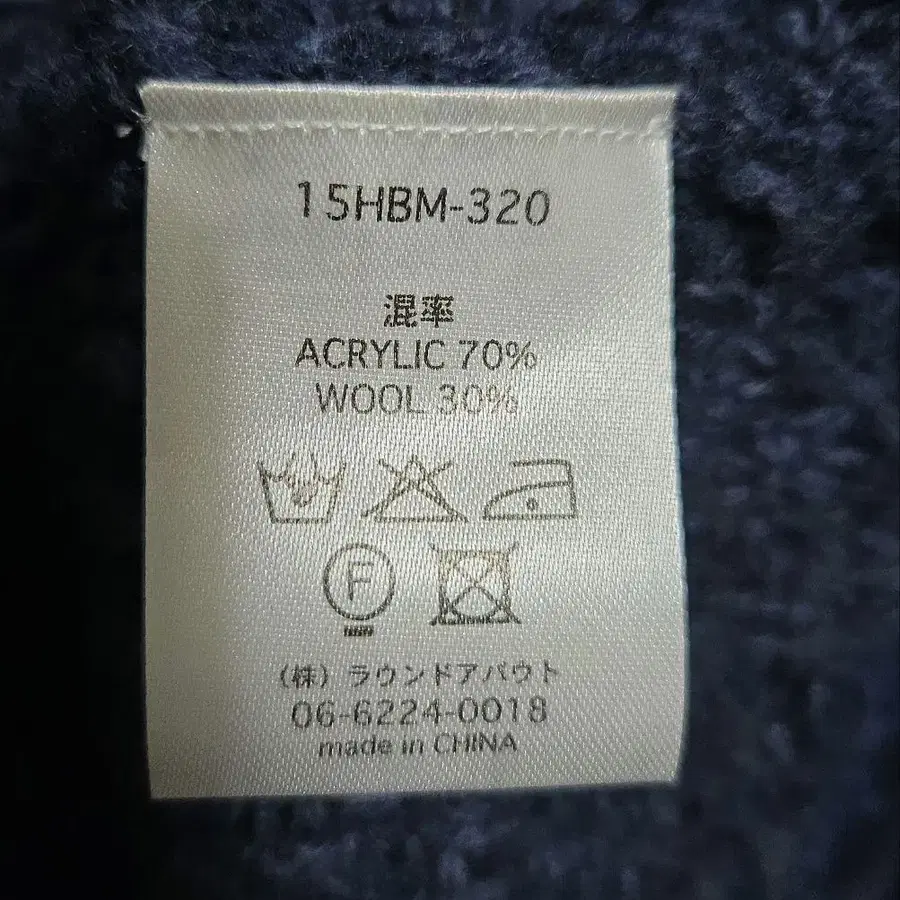 15HBM-320
混率
ACRYLIC 70%
WOOL 30%
F
(株) ラウンドアバウト
06-6224-0018
made in CHINA